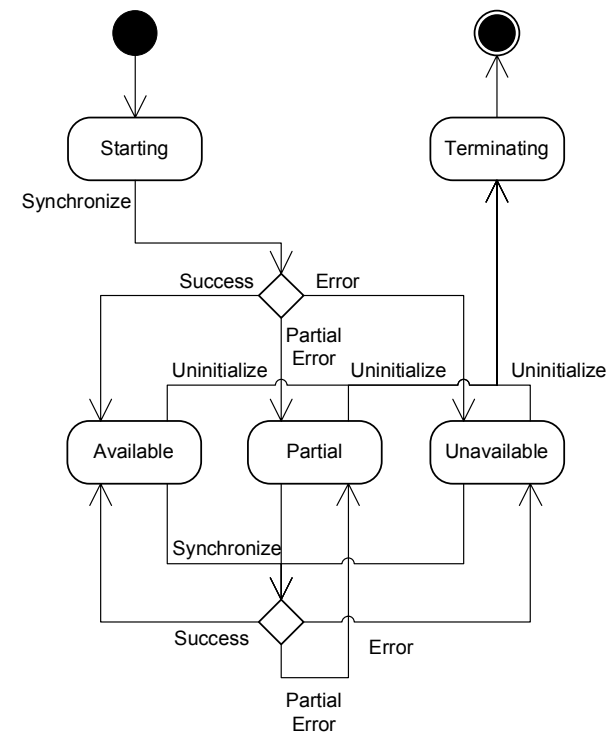 Starting
Terminating
Synchronize
Success
Error
Partial
Error
Uninitialize
Uninitialize
Uninitialize
Available
Partial
Unavailable
Synchronize
Success
Error
Partial
Error